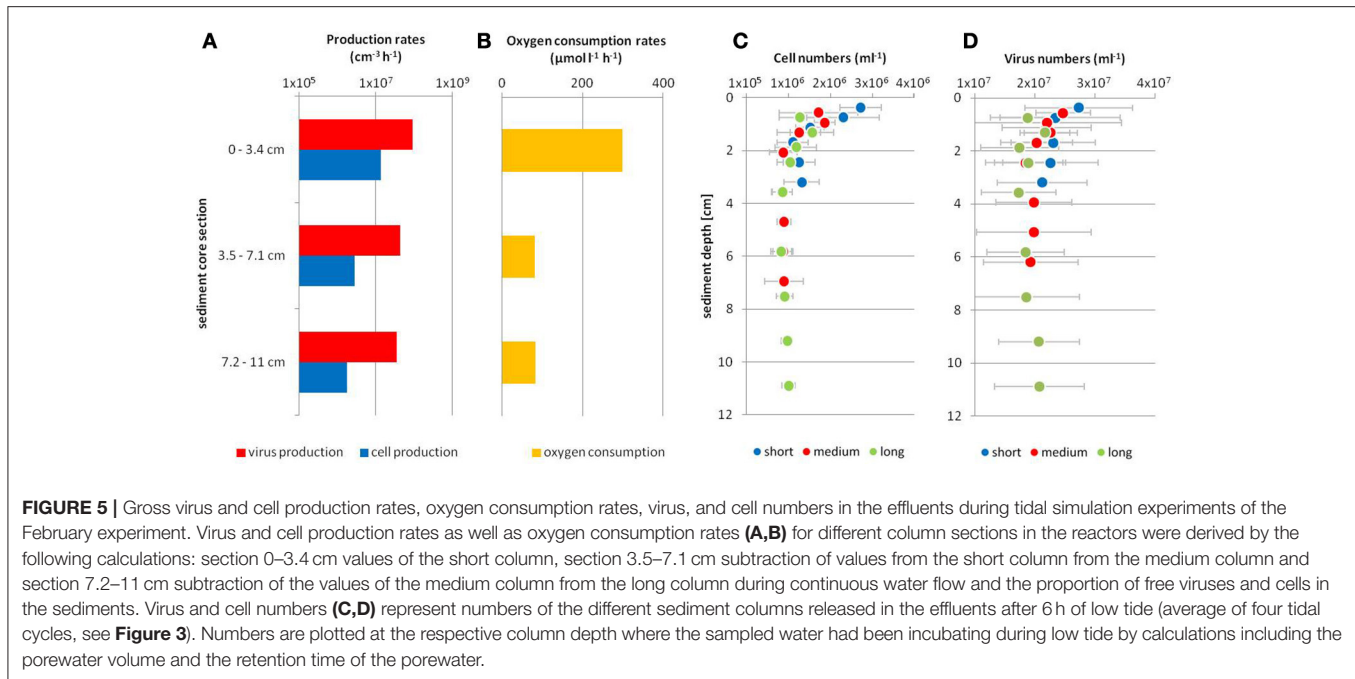 A
Production rates
(cm⁻³ h⁻¹)
1x10⁵ 1x10⁷ 1x10⁹
sediment core section
0 - 3.4 cm
3.5 - 7.1 cm
7.2 - 11 cm
virus production cell production
B
Oxygen consumption rates
(µmol l⁻¹ h⁻¹)
0 200 400
oxygen consumption
C
Cell numbers (ml⁻¹)
1x10⁵ 1x10⁶ 2x10⁶ 3x10⁶ 4x10⁶
sediment depth [cm]
0
2
4
6
8
10
12
short medium long
D
Virus numbers (ml⁻¹)
1x10⁷ 2x10⁷ 3x10⁷ 4x10⁷
0
2
4
6
8
10
12
short medium long
FIGURE 5 | Gross virus and cell production rates, oxygen consumption rates, virus, and cell numbers in the effluents during tidal simulation experiments of the
February experiment. Virus and cell production rates as well as oxygen consumption rates (A,B) for different column sections in the reactors were derived by the
following calculations: section 0–3.4 cm values of the short column, section 3.5–7.1 cm subtraction of values from the short column from the medium column and
section 7.2–11 cm subtraction of the values of the medium column from the long column during continuous water flow and the proportion of free viruses and cells in
the sediments. Virus and cell numbers (C,D) represent numbers of the different sediment columns released in the effluents after 6 h of low tide (average of four tidal
cycles, see Figure 3). Numbers are plotted at the respective column depth where the sampled water had been incubating during low tide by calculations including the
porewater volume and the retention time of the porewater.